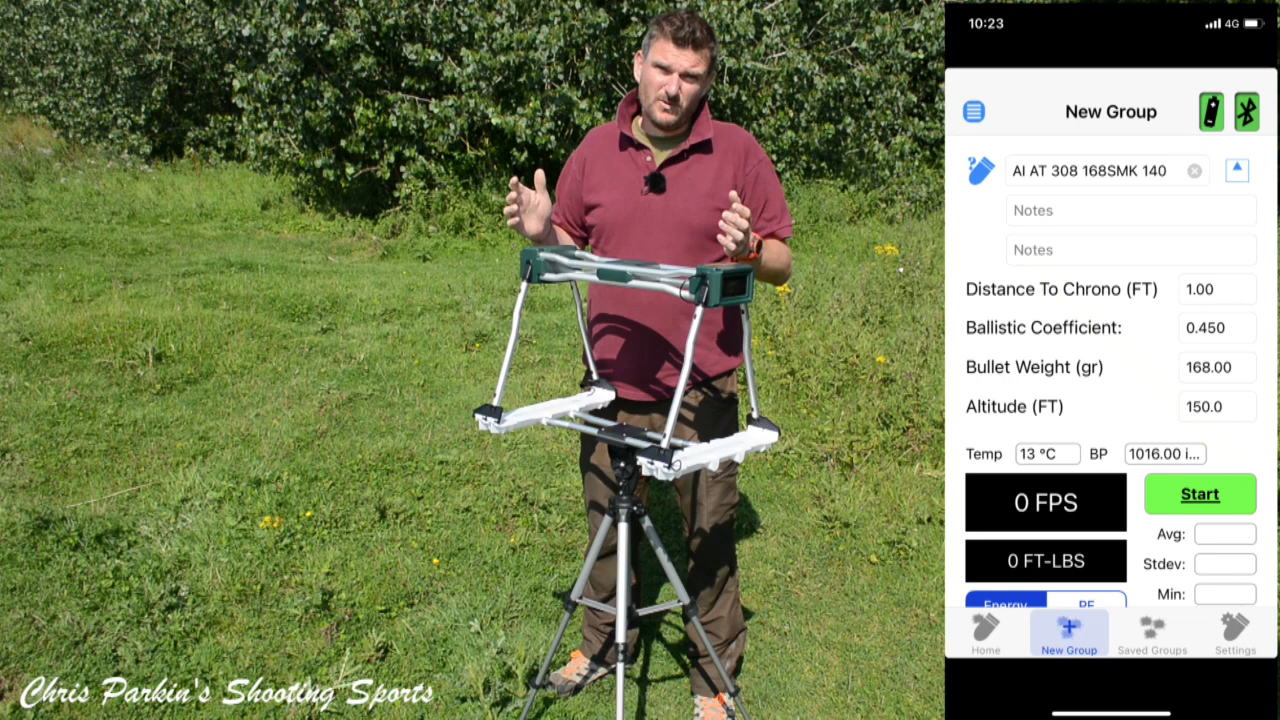 10:23
4G
New Group
?
AI AT 308 168SMK 140
Notes
Notes
Distance To Chrono (FT) 1.00
Ballistic Coefficient: 0.450
Bullet Weight (gr) 168.00
Altitude (FT) 150.0
Temp 13 °C BP 1016.00 i...
0 FPS
Start
Avg:
0 FT-LBS
Stdev:
Min:
Energy PF
Home New Group Saved Groups Settings
Chris Parkin's Shooting Sports